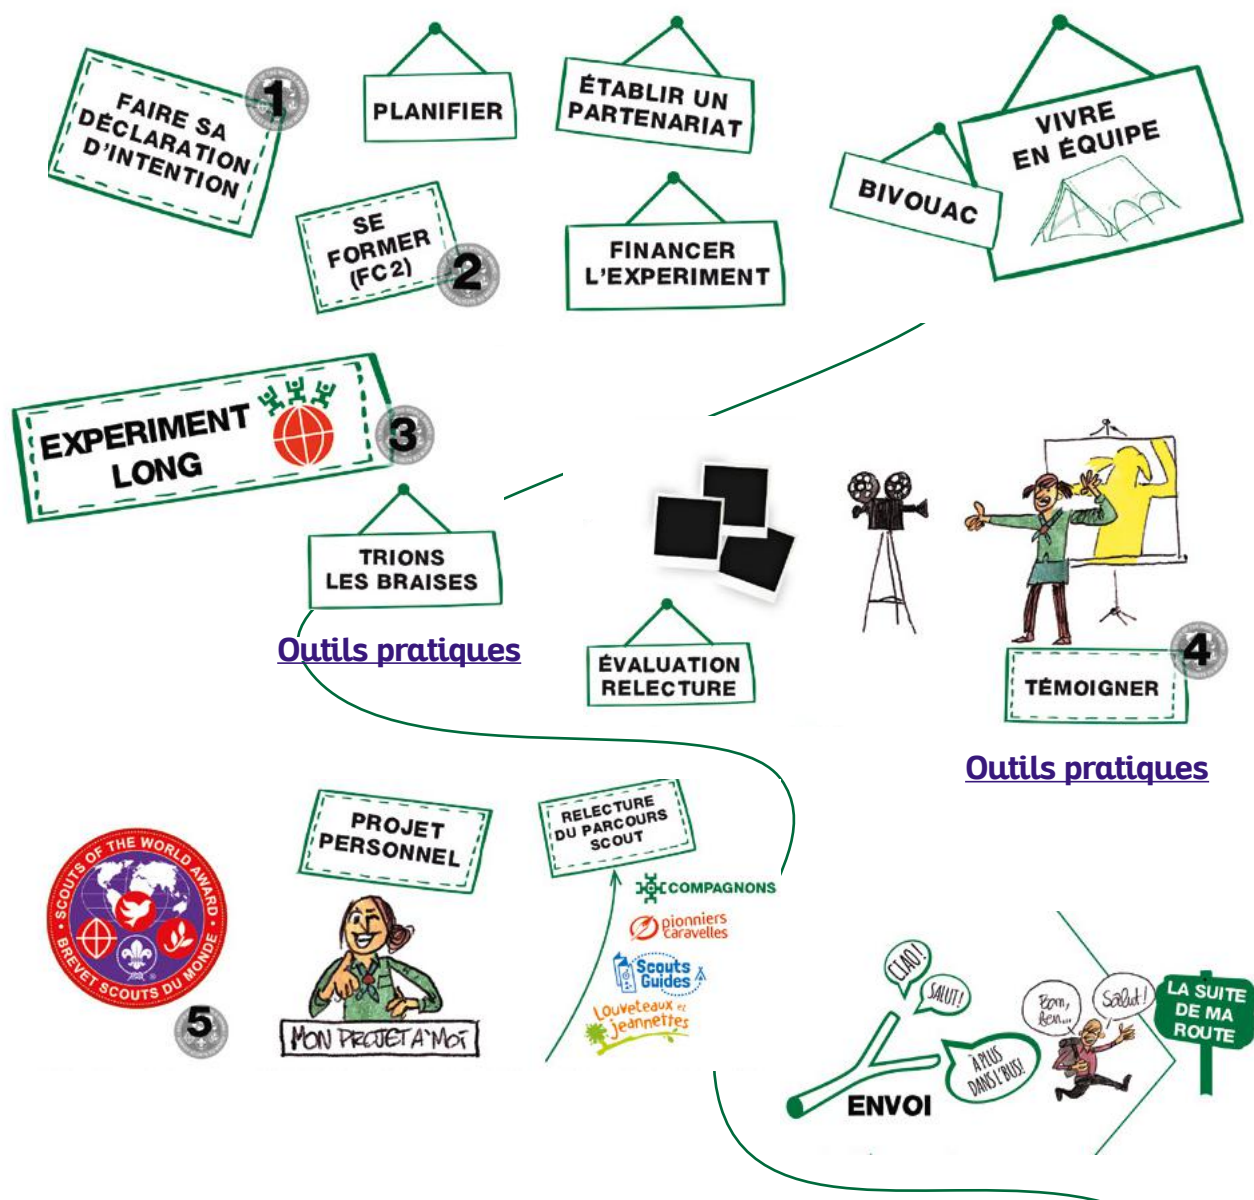 FAIRE SA
DÉCLARATION
D'INTENTION
1
PLANIFIER
ÉTABLIR UN
PARTENARIAT
VIVRE
EN ÉQUIPE
BIVOUAC
SE
FORMER
(FC2)
2
FINANCER
L'EXPERIMENT
EXPERIMENT
LONG
3
TRIONS
LES BRAISES
Outils pratiques
ÉVALUATION
RELECTURE
4
TÉMOIGNER
Outils pratiques
SCOUTS OF THE WORLD AWARD
BREVET SCOUTS DU MONDE
5
PROJET
PERSONNEL
MON PROJET A MOI
RELECTURE
DU PARCOURS
SCOUT
COMPAGNONS
pionniers
caravelles
Scouts
Guides
Louveteaux et
jeannettes
CIAO!
SALUT!
À PLUS
DANS L'BUS!
ENVOI
Bon,
ben...
Salut!
LA SUITE
DE MA
ROUTE